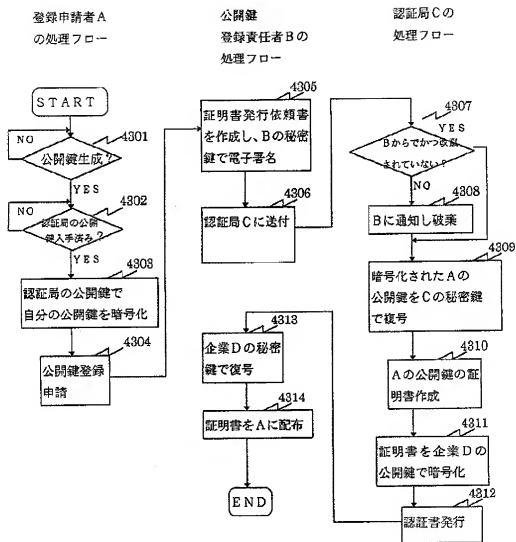 登録申請者A
の処理フロー
START
NO
4301
公開鍵生成?
YES
4302
NO
認証局の公開
鍵入手済み?
YES
4303
認証局の公開鍵で
自分の公開鍵を暗号化
4304
公開鍵登録
申請
公開鍵
登録責任者Bの
処理フロー
4305
証明書発行依頼書
を作成し、Bの秘密
鍵で電子署名
4306
認証局Cに送付
4313
企業Dの秘密
鍵で復号
4314
証明書をAに配布
END
認証局Cの
処理フロー
4307
YES
Bからでかつ改竄
されていない?
NO
4308
Bに通知し破棄
4309
暗号化されたAの
公開鍵をCの秘密鍵
で復号
4310
Aの公開鍵の証
明書作成
4311
証明書を企業Dの
公開鍵で暗号化
4312
認証書発行